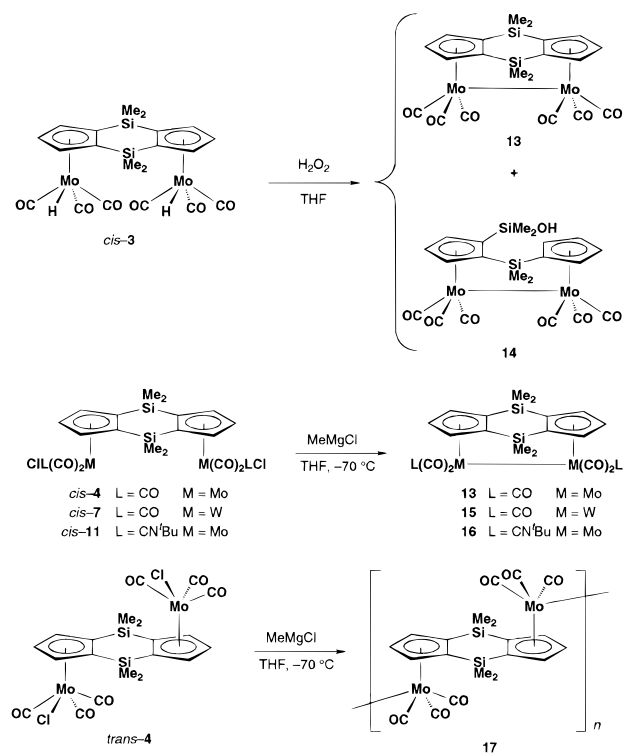 Me2
Si
Si
Me2
Mo
Mo
OC
CO
OC
CO
OC
CO
13
Me2
Si
Si
Me2
Mo
Mo
OC
H
CO
CO
OC
H
CO
CO
cis–3
H2O2
THF
+
SiMe2OH
Si
Me2
Mo
Mo
OC
CO
OC
CO
OC
CO
14
Me2
Si
Si
Me2
ClL(CO)2M
M(CO)2LCl
MeMgCl
THF, –70 °C
Me2
Si
Si
Me2
L(CO)2M
M(CO)2L
cis–4 L = CO M = Mo
cis–7 L = CO M = W
cis–11 L = CNtBu M = Mo
13 L = CO M = Mo
15 L = CO M = W
16 L = CNtBu M = Mo
OC
Cl
CO
CO
Mo
Me2
Si
Si
Me2
Mo
OC
Cl
CO
CO
trans–4
MeMgCl
THF, –70 °C
OC
OC
CO
Mo
Me2
Si
Si
Me2
Mo
OC
CO
CO
n
17